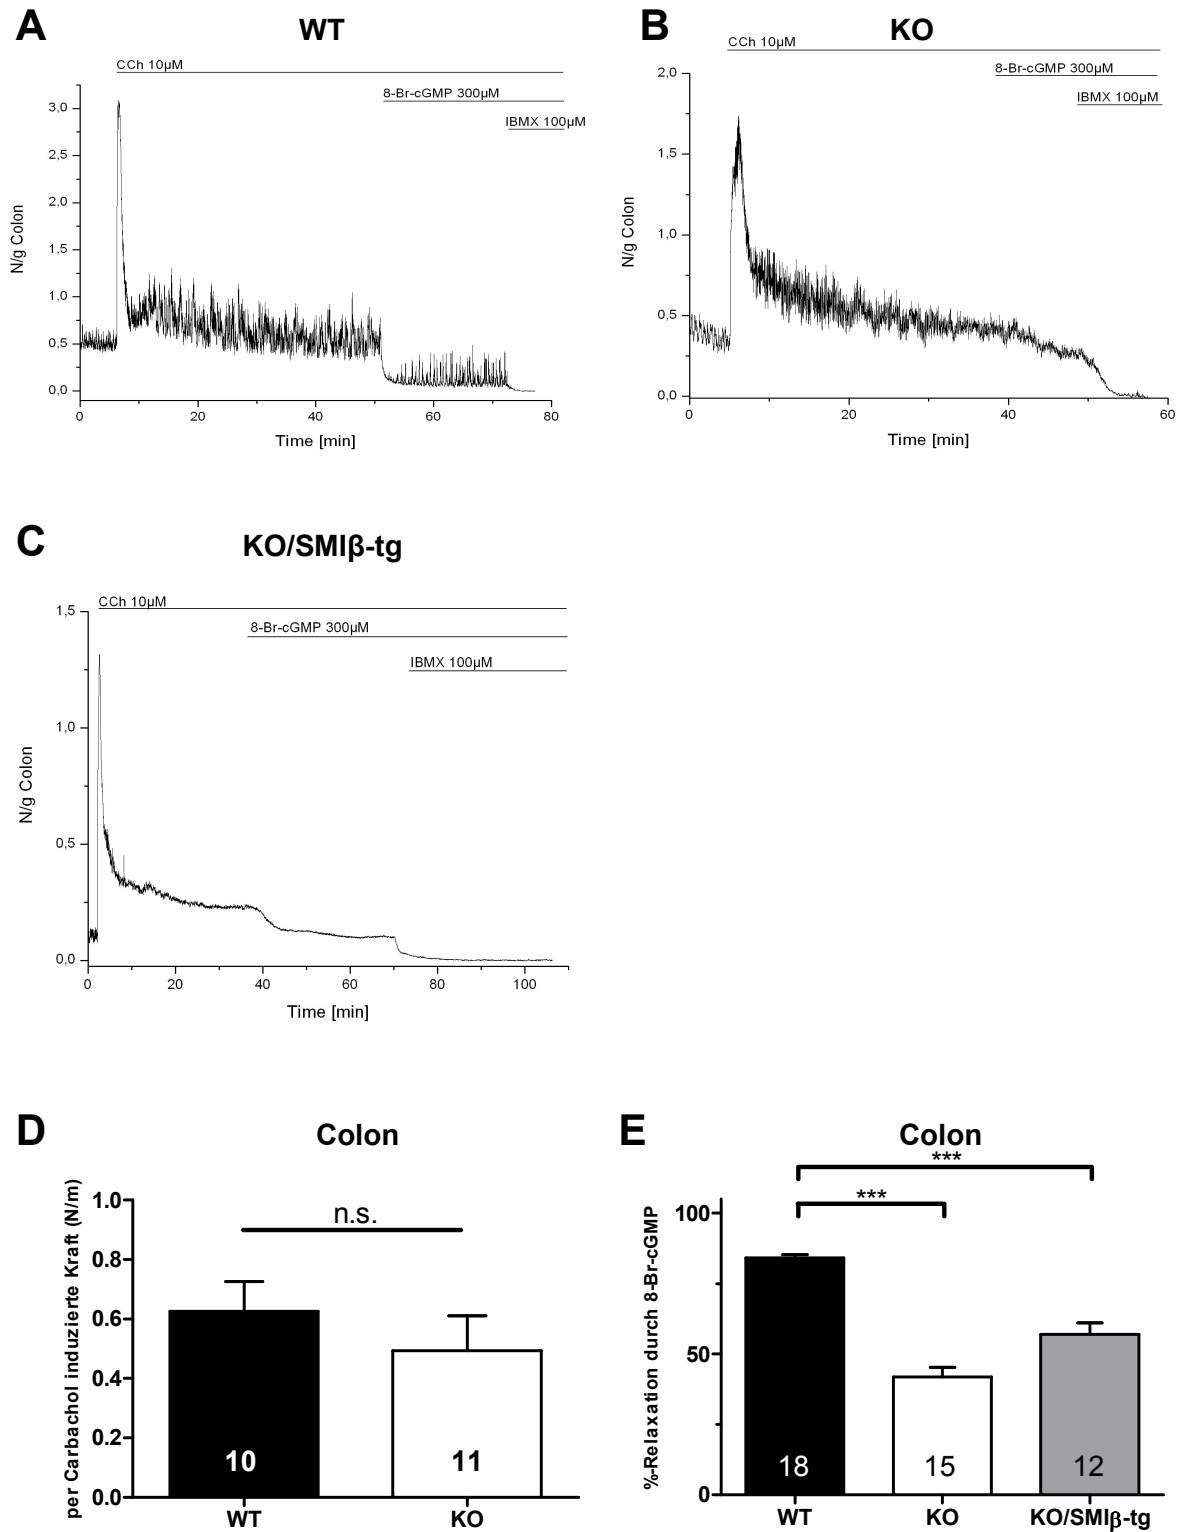 A
WT
CCh 10µM
8-Br-cGMP 300µM
IBMX 100µM
N/g Colon
3,0
2,5
2,0
1,5
1,0
0,5
0,0
0
20
40
60
80
Time [min]
B
KO
CCh 10µM
8-Br-cGMP 300µM
IBMX 100µM
N/g Colon
2,0
1,5
1,0
0,5
0,0
0
20
40
60
Time [min]
C
KO/SMIβ-tg
CCh 10µM
8-Br-cGMP 300µM
IBMX 100µM
N/g Colon
1,5
1,0
0,5
0,0
0
20
40
60
80
100
Time [min]
D
Colon
per Carbachol induzierte Kraft (N/m)
1.0
0.8
0.6
0.4
0.2
0.0
n.s.
10
11
WT
KO
E
Colon
%-Relaxation durch 8-Br-cGMP
100
50
0
***
***
18
15
12
WT
KO
KO/SMIβ-tg